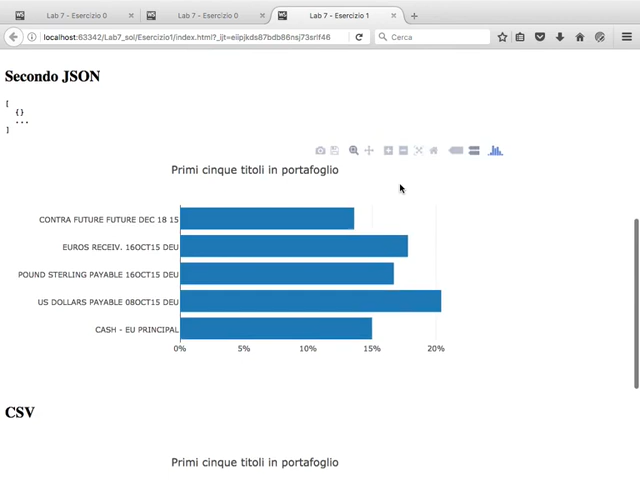 Lab 7 - Esercizio 0
Lab 7 - Esercizio 0
Lab 7 - Esercizio 1
localhost:63342/Lab7_sol/Esercizio1/index.html?_ijt=eiipjkds87bdb86nsj73srlf46
Cerca
Secondo JSON
[
{}
...
]
Primi cinque titoli in portafoglio
CONTRA FUTURE FUTURE DEC 18 15
EUROS RECEIV. 16OCT15 DEU
POUND STERLING PAYABLE 16OCT15 DEU
US DOLLARS PAYABLE 08OCT15 DEU
CASH - EU PRINCIPAL
0% 5% 10% 15% 20%
CSV
Primi cinque titoli in portafoglio